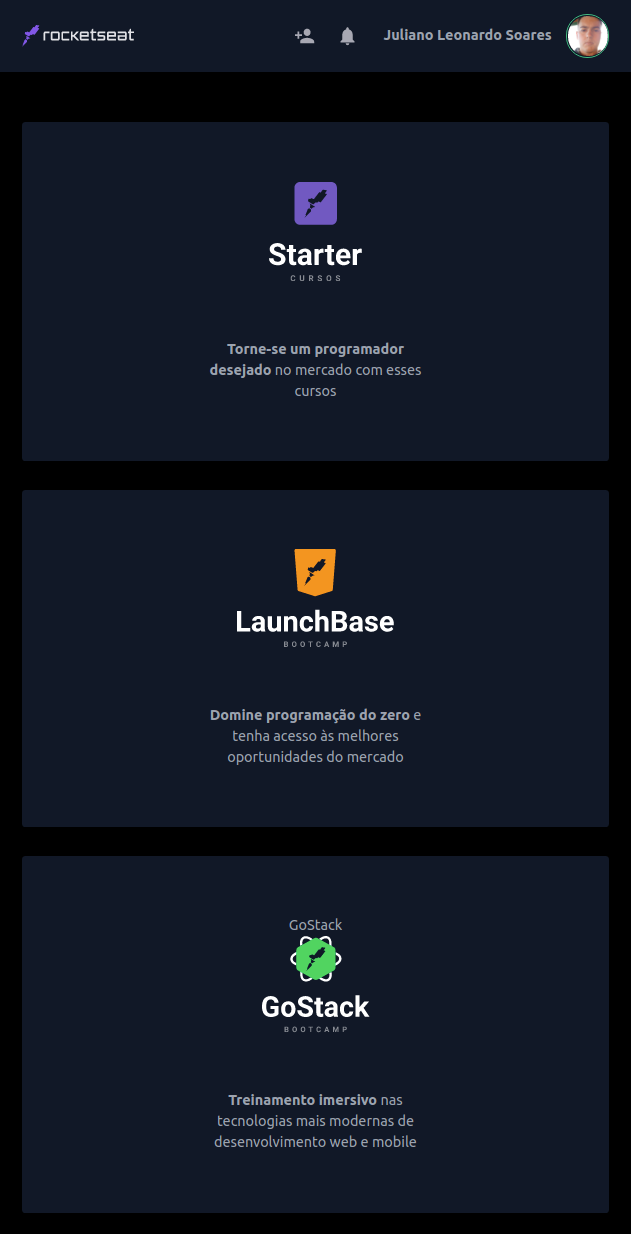 rocketseat
Juliano Leonardo Soares
Starter
CURSOS
Torne-se um programador
desejado no mercado com esses
cursos
LaunchBase
BOOTCAMP
Domine programação do zero e
tenha acesso às melhores
oportunidades do mercado
GoStack
GoStack
BOOTCAMP
Treinamento imersivo nas
tecnologias mais modernas de
desenvolvimento web e mobile